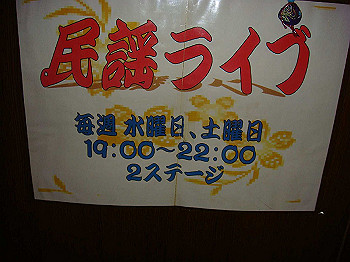 民謡ライブ
毎週 水曜日、土曜日
19:00～22:00
2ステージ